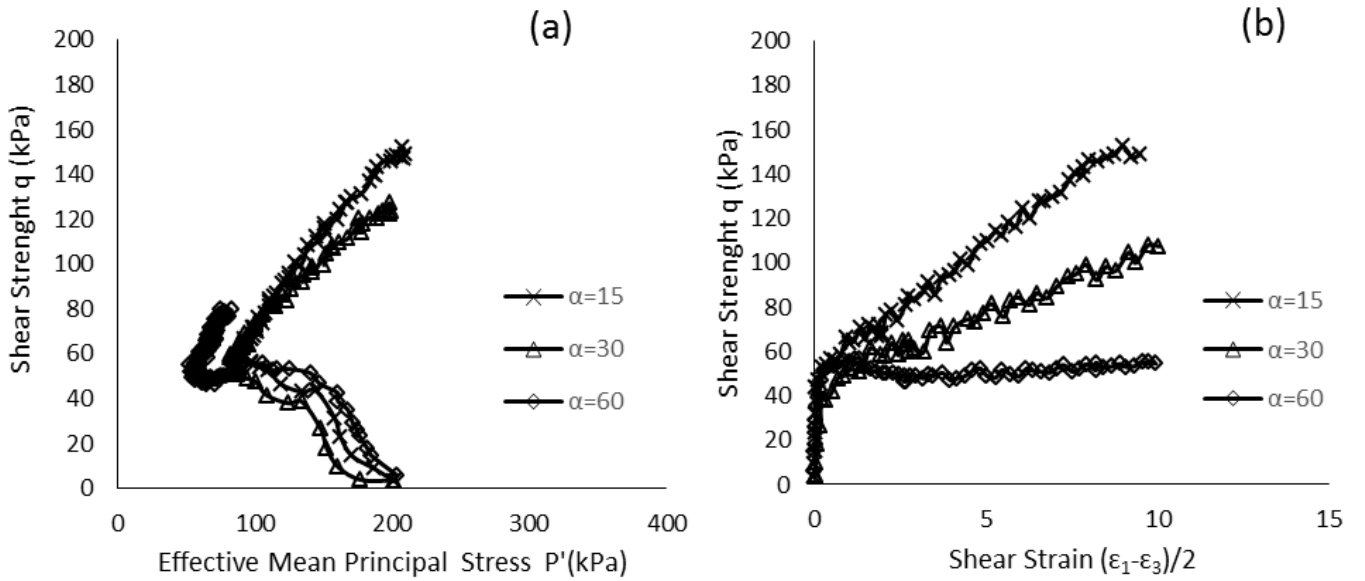 (a)
200
180
160
140
120
100
80
60
40
20
0
0 100 200 300 400
Shear Strenght q (kPa)
Effective Mean Principal Stress P'(kPa)
α=15
α=30
α=60
(b)
200
180
160
140
120
100
80
60
40
20
0
0 5 10 15
Shear Strenght q (kPa)
Shear Strain (ε₁-ε₃)/2
α=15
α=30
α=60